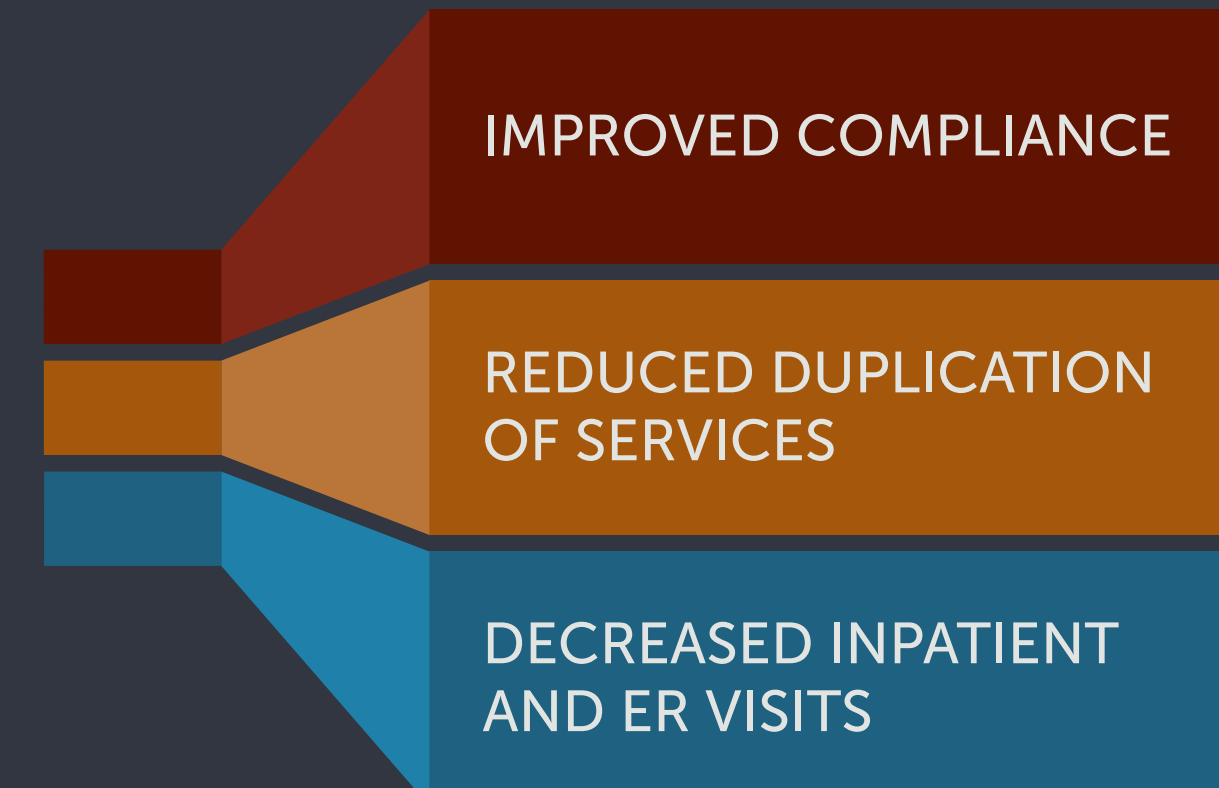 IMPROVED COMPLIANCE
REDUCED DUPLICATION
OF SERVICES
DECREASED INPATIENT
AND ER VISITS